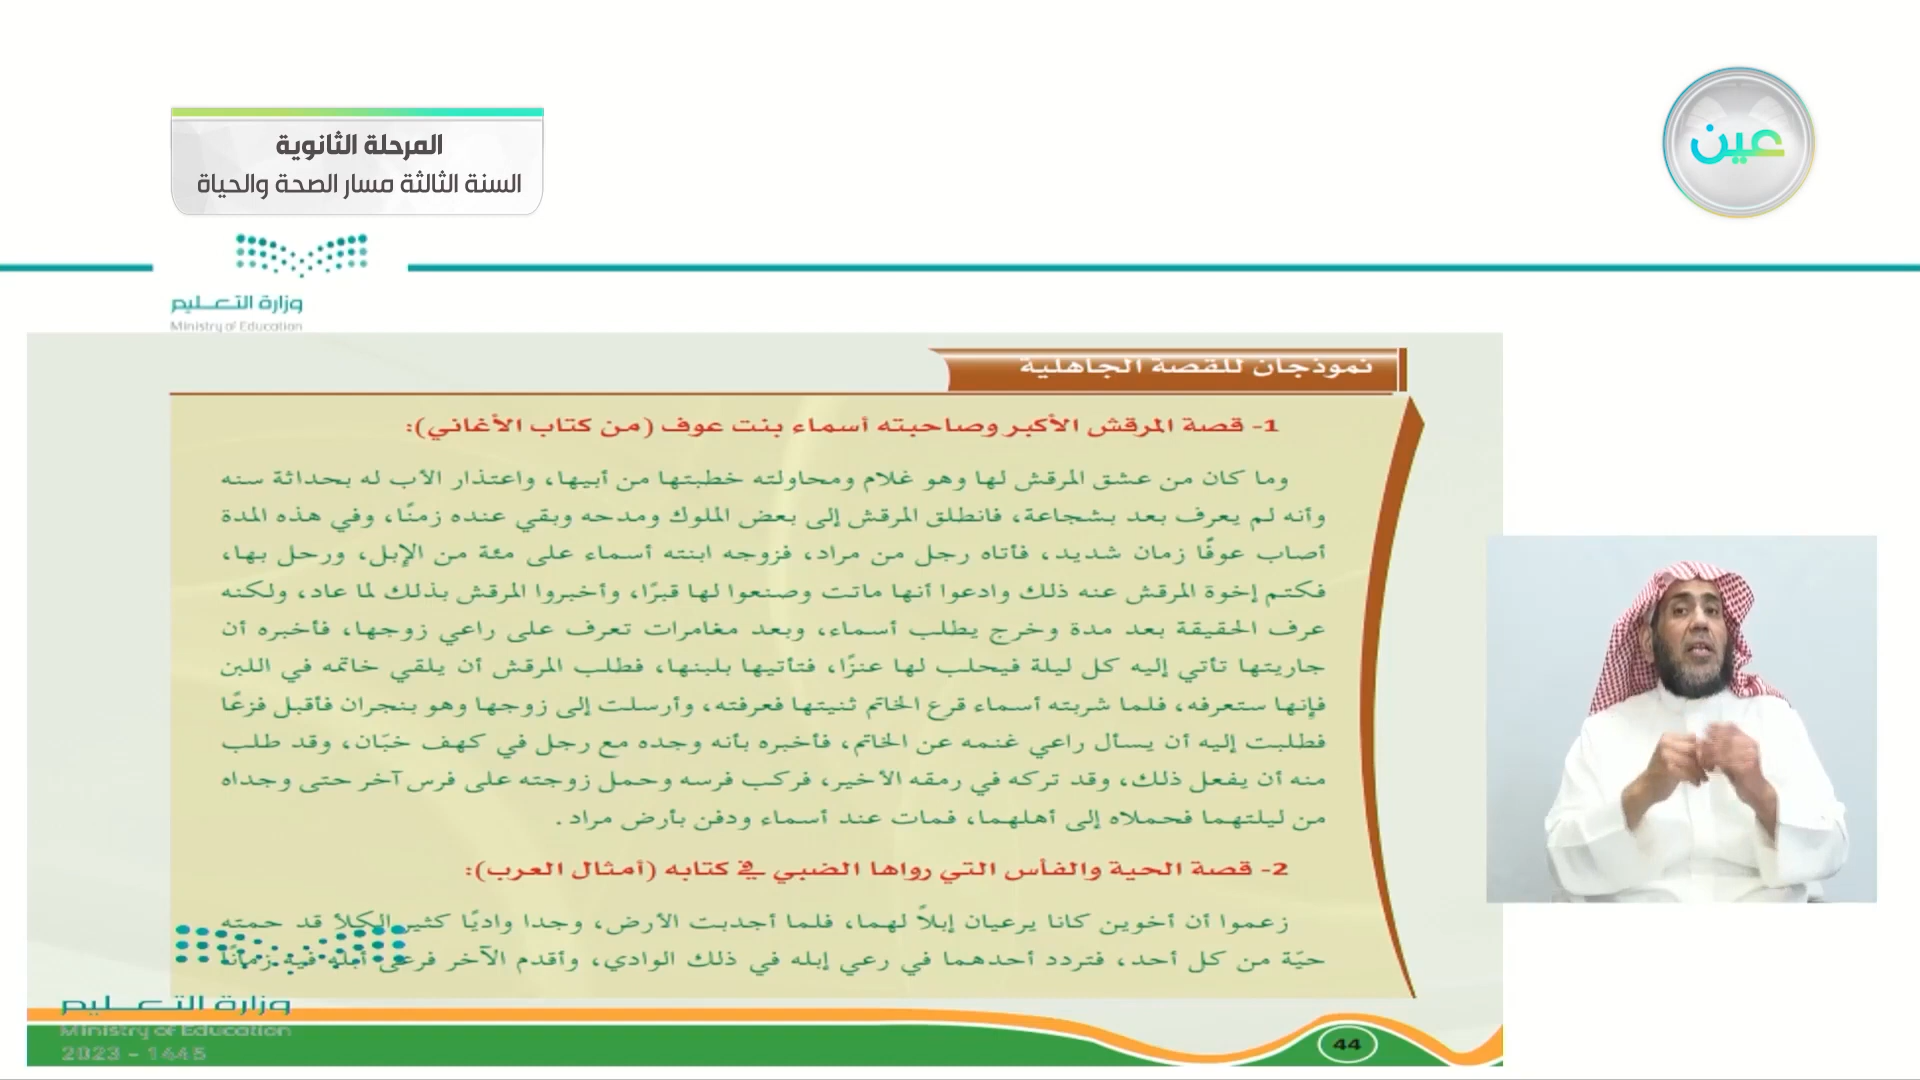 المرحلة الثانوية
السنة الثالثة مسار الصحة والحياة
عين
وزارة التعليم
Ministry of Education
نموذجان للقصة الجاهلية
1- قصة المرقش الأكبر وصاحبته أسماء بنت عوف (من كتاب الأغاني):
وما كان من عشق المرقش لها وهو غلام ومحاولته خطبتها من أبيها، واعتذار الأب له بحداثة سنه
وأنه لم يعرف بعد بشجاعة، فانطلق المرقش إلى بعض الملوك ومدحه وبقي عنده زمنًا، وفي هذه المدة
أصاب عوفًا زمان شديد، فأتاه رجل من مراد، فزوجه ابنته أسماء على مئة من الإبل، ورحل بها،
فكتم إخوة المرقش عنه ذلك وادعوا أنها ماتت وصنعوا لها قبرًا، وأخبروا المرقش بذلك لما عاد، ولكنه
عرف الحقيقة بعد مدة وخرج يطلب أسماء، وبعد مغامرات تعرف على راعي زوجها، فأخبره أن
جاريتها تأتي إليه كل ليلة فيحلب لها عنزًا، فتأتيها بلبنها، فطلب المرقش أن يلقي خاتمه في اللبن
فإنها ستعرفه، فلما شربته أسماء قرع الخاتم ثنيتها فعرفته، وأرسلت إلى زوجها وهو بنجران فأقبل فزعًا
فطلبت إليه أن يسأل راعي غنمه عن الخاتم، فأخبره بأنه وجده مع رجل في كهف خبّان، وقد طلب
منه أن يفعل ذلك، وقد تركه في رمقه الأخير، فركب فرسه وحمل زوجته على فرس آخر حتى وجداه
من ليلتهما فحملاه إلى أهلهما، فمات عند أسماء ودفن بأرض مراد .
2- قصة الحية والفأس التي رواها الضبي في كتابه (أمثال العرب):
زعموا أن أخوين كانا يرعيان إبلاً لهما، فلما أجدبت الأرض، وجدا واديًا كثير الكلأ قد حمته
حيّة من كل أحد، فتردد أحدهما في رعي إبله في ذلك الوادي، وأقدم الآخر فرعى أبله فيه زمانًا
وزارة التعليم
Ministry of Education
2023 - 1445
44